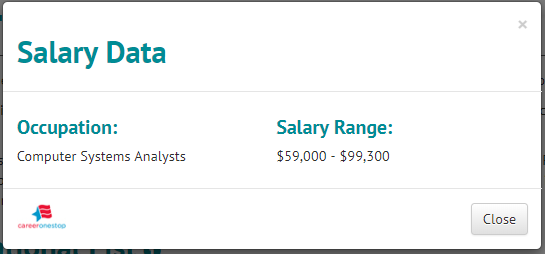 ×
Salary Data
Occupation:
Salary Range:
Computer Systems Analysts
$59,000 - $99,300
careeronestop
Close